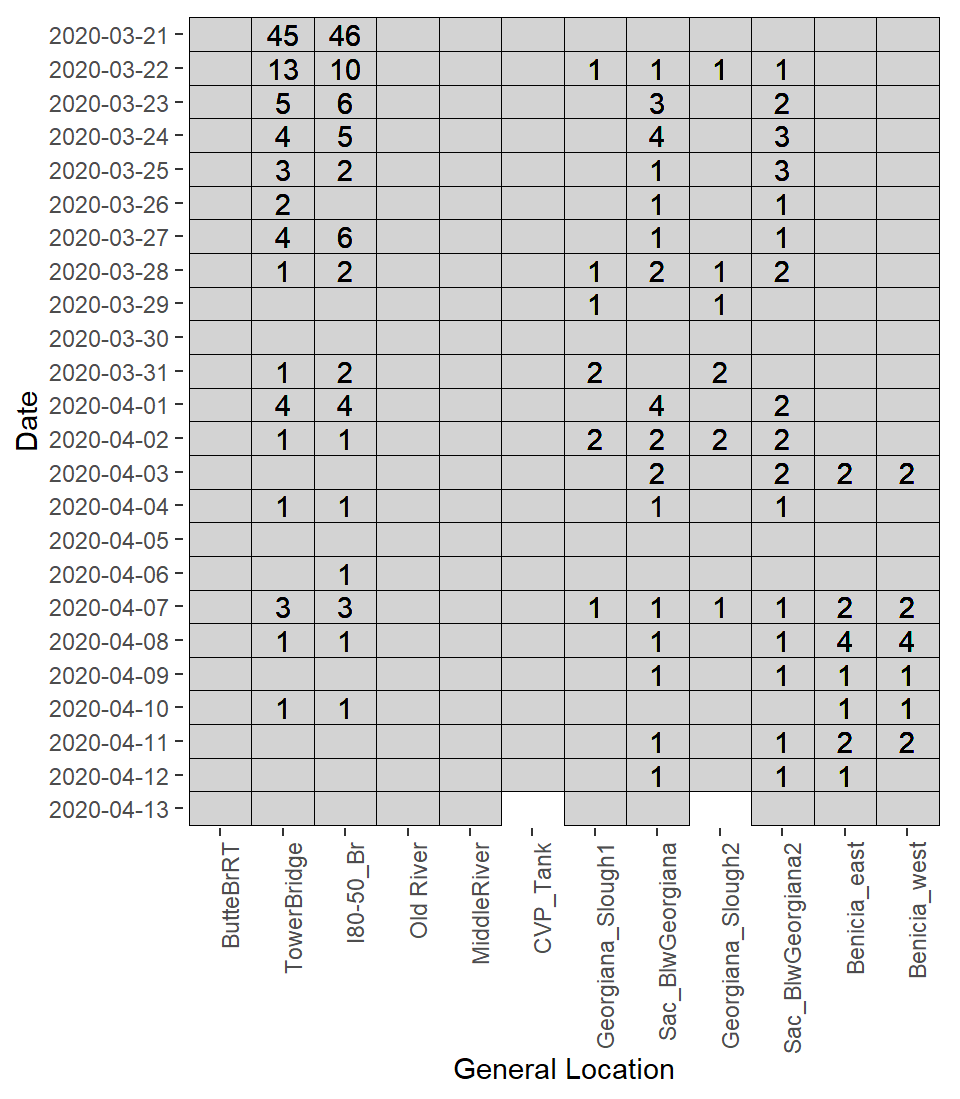 2020-03-21 45 46
2020-03-22 13 10 1 1 1 1
2020-03-23 5 6 3 2
2020-03-24 4 5 4 3
2020-03-25 3 2 1 3
2020-03-26 2 1 1
2020-03-27 4 6 1 1
2020-03-28 1 2 1 2 1 2
2020-03-29 1 1
2020-03-30
2020-03-31 1 2 2 2
2020-04-01 4 4 4 2
2020-04-02 1 1 2 2 2 2
2020-04-03 2 2 2 2
2020-04-04 1 1 1 1
2020-04-05
2020-04-06 1
2020-04-07 3 3 1 1 1 1 2 2
2020-04-08 1 1 1 1 4 4
2020-04-09 1 1 1 1
2020-04-10 1 1 1 1
2020-04-11 1 1 2 2
2020-04-12 1 1 1
2020-04-13
Date
ButteBrRT
TowerBridge
I80-50_Br
Old River
MiddleRiver
CVP_Tank
Georgiana_Slough1
Sac_BlwGeorgiana
Georgiana_Slough2
Sac_BlwGeorgiana2
Benicia_east
Benicia_west
General Location